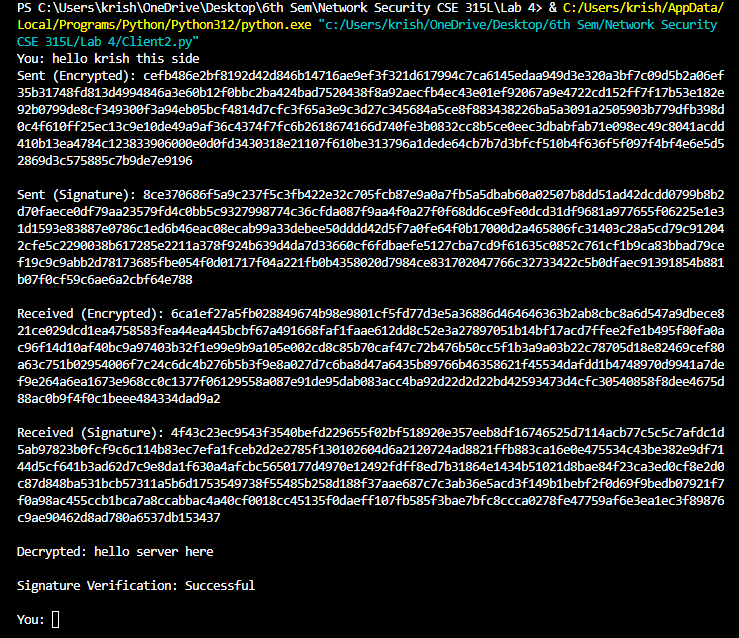 PS C:\Users\krish\OneDrive\Desktop\6th Sem\Network Security CSE 315L\Lab 4> & C:/Users/krish/AppData/
Local/Programs/Python/Python312/python.exe "c:/Users/krish/OneDrive/Desktop/6th Sem/Network Security
CSE 315L/Lab 4/Client2.py"
You: hello krish this side
Sent (Encrypted): cefb486e2bf8192d42d846b14716ae9ef3f321d617994c7ca6145edaa949d3e320a3bf7c09d5b2a06ef
35b31748fd813d4994846a3e60b12f0bbc2ba424bad7520438f8a92aecfb4ec43e01ef92067a9e4722cd152ff7f17b53e182e
92b0799de8cf349300f3a94eb05bcf4814d7cfc3f65a3e9c3d27c345684a5ce8f883438226ba5a3091a2505903b779dfb398d
0c4f610ff25ec13c9e10de49a9af36c4374f7fc6b2618674166d740fe3b0832cc8b5ce0eec3dbabfab71e098ec49c8041acdd
410b13ea4784c123833906000e0d0fd3430318e21107f610be313796a1dede64cb7b7d3bfcf510b4f636f5f097f4bf4e6e5d5
2869d3c575885c7b9de7e9196
Sent (Signature): 8ce370686f5a9c237f5c3fb422e32c705fcb87e9a0a7fb5a5dbab60a02507b8dd51ad42dcdd0799b8b2
d70faece0df79aa23579fd4c0bb5c9327998774c36cfda087f9aa4f0a27f0f68dd6ce9fe0dcd31df9681a977655f06225e1e3
1d1593e83887e0786c1ed6b46eac08ecab99a33debee50dddd42d5f7a0fe64f0b17000d2a465806fc31403c28a5cd79c91204
2cfe5c2290038b617285e2211a378f924b639d4da7d33660cf6fdbaefe5127cba7cd9f61635c0852c761cf1b9ca83bbad79ce
f19c9c9abb2d78173685fbe054f0d01717f04a221fb0b4358020d7984ce831702047766c32733422c5b0dfaec91391854b881
b07f0cf59c6ae6a2cbf64e788
Received (Encrypted): 6ca1ef27a5fb028849674b98e9801cf5fd77d3e5a36886d464646363b2ab8cbc8a6d547a9dbece8
21ce029dcd1ea4758583fea44ea445bcbf67a491668faf1faae612dd8c52e3a27897051b14bf17acd7ffee2fe1b495f80fa0a
c96f14d10af40bc9a97403b32f1e99e9b9a105e002cd8c85b70caf47c72b476b50cc5f1b3a9a03b22c78705d18e82469cef80
a63c751b02954006f7c24c6dc4b276b5b3f9e8a027d7c6ba8d47a6435b89766b46358621f45534dafdd1b4748970d9941a7de
f9e264a6ea1673e968cc0c1377f06129558a087e91de95dab083acc4ba92d22d2d22bd42593473d4cfc30540858f8dee4675d
88ac0b9f4f0c1beee484334dad9a2
Received (Signature): 4f43c23ec9543f3540befd229655f02bf518920e357eeb8df16746525d7114acb77c5c5c7afdc1d
5ab97823b0fcf9c6c114b83ec7efa1fceb2d2e2785f130102604d6a2120724ad8821ffb883ca16e0e475534c43be382e9df71
44d5cf641b3ad62d7c9e8da1f630a4afcbc5650177d4970e12492fdff8ed7b31864e1434b51021d8bae84f23ca3ed0cf8e2d0
c87d848ba531bcb57311a5b6d1753549738f55485b258d188f37aae687c7c3ab36e5acd3f149b1bebf2f0d69f9bedb07921f7
f0a98ac455ccb1bca7a8ccabbac4a40cf0018cc45135f0daeff107fb585f3bae7bfc8ccca0278fe47759af6e3ea1ec3f89876
c9ae90462d8ad780a6537db153437
Decrypted: hello server here
Signature Verification: Successful
You: